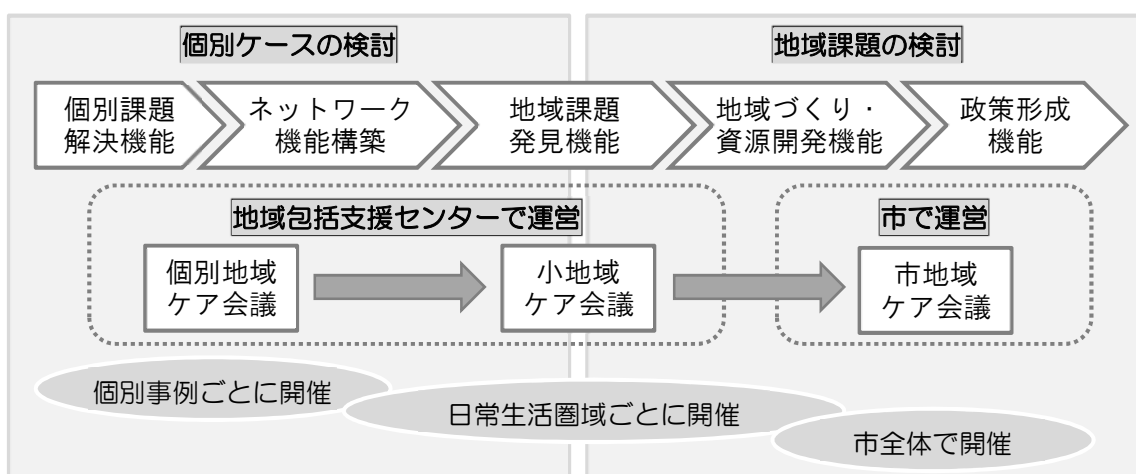 個別ケースの検討
地域課題の検討
個別課題
解決機能
ネットワーク
機能構築
地域課題
発見機能
地域づくり・
資源開発機能
政策形成
機能
地域包括支援センターで運営
市で運営
個別地域
ケア会議
小地域
ケア会議
市地域
ケア会議
個別事例ごとに開催
日常生活圏域ごとに開催
市全体で開催